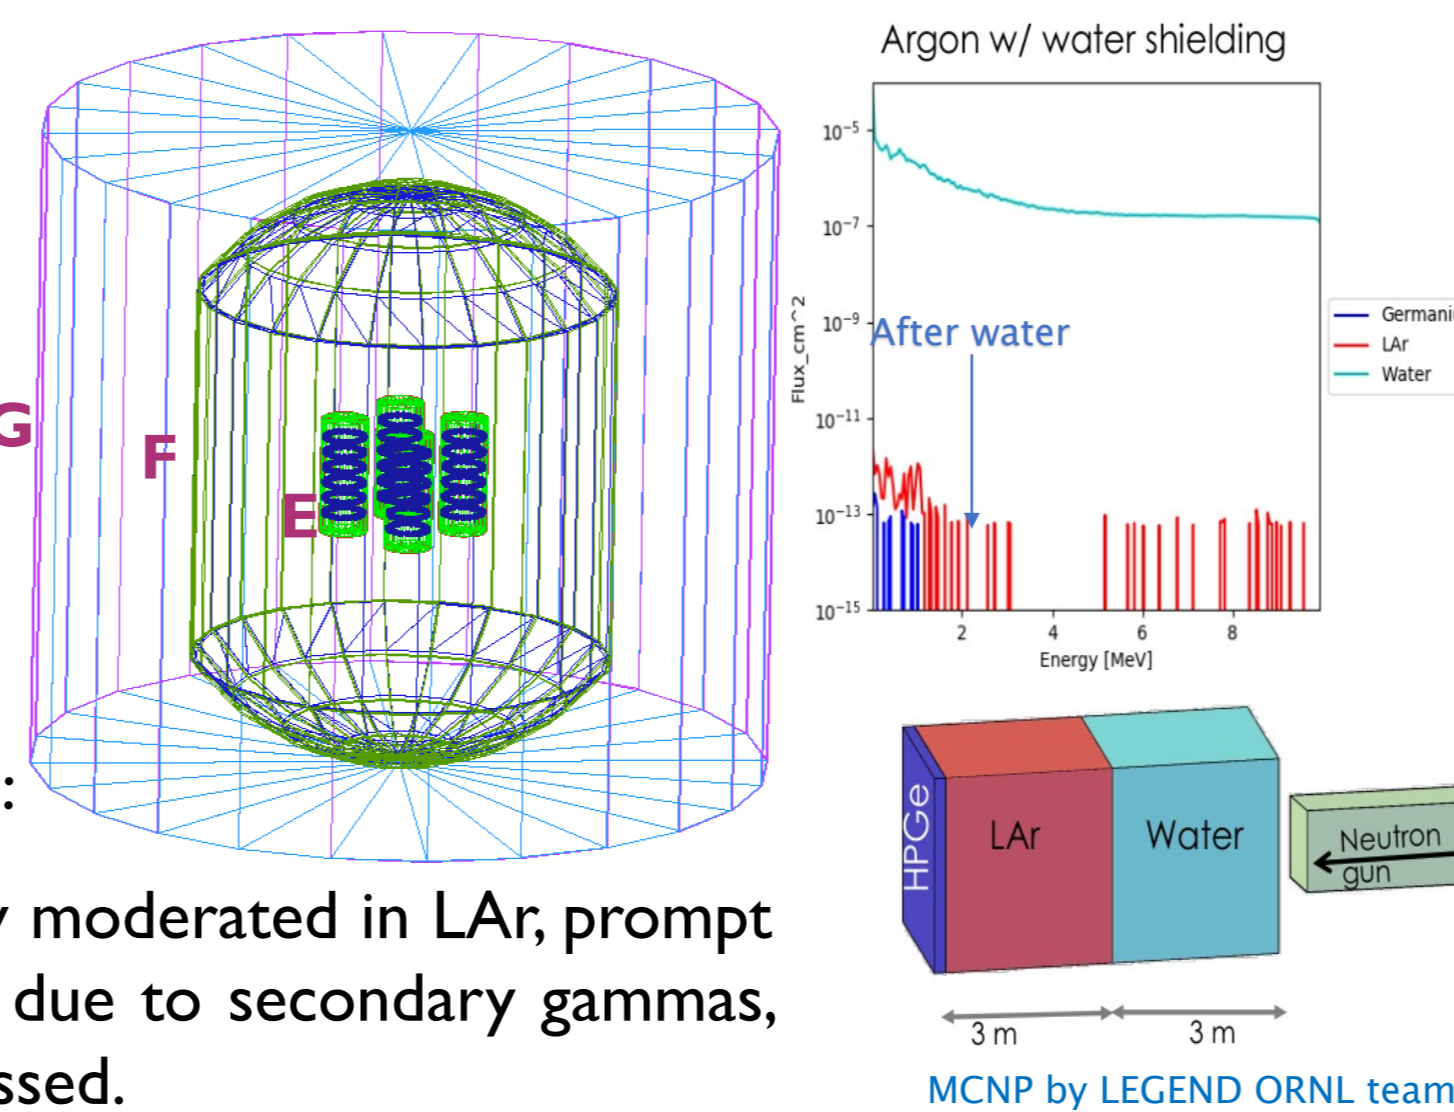 Argon w/ water shielding
10⁻⁵
10⁻⁷
10⁻⁹
10⁻¹¹
10⁻¹³
10⁻¹⁵
Flux_cm^2
After water
2 4 6 8
Energy [MeV]
LAr
Water
G
F
E
:
HPGe
LAr
Water
Neutron
gun
3 m 3 m
MCNP by LEGEND ORNL team
moderated in LAr, prompt
due to secondary gammas,